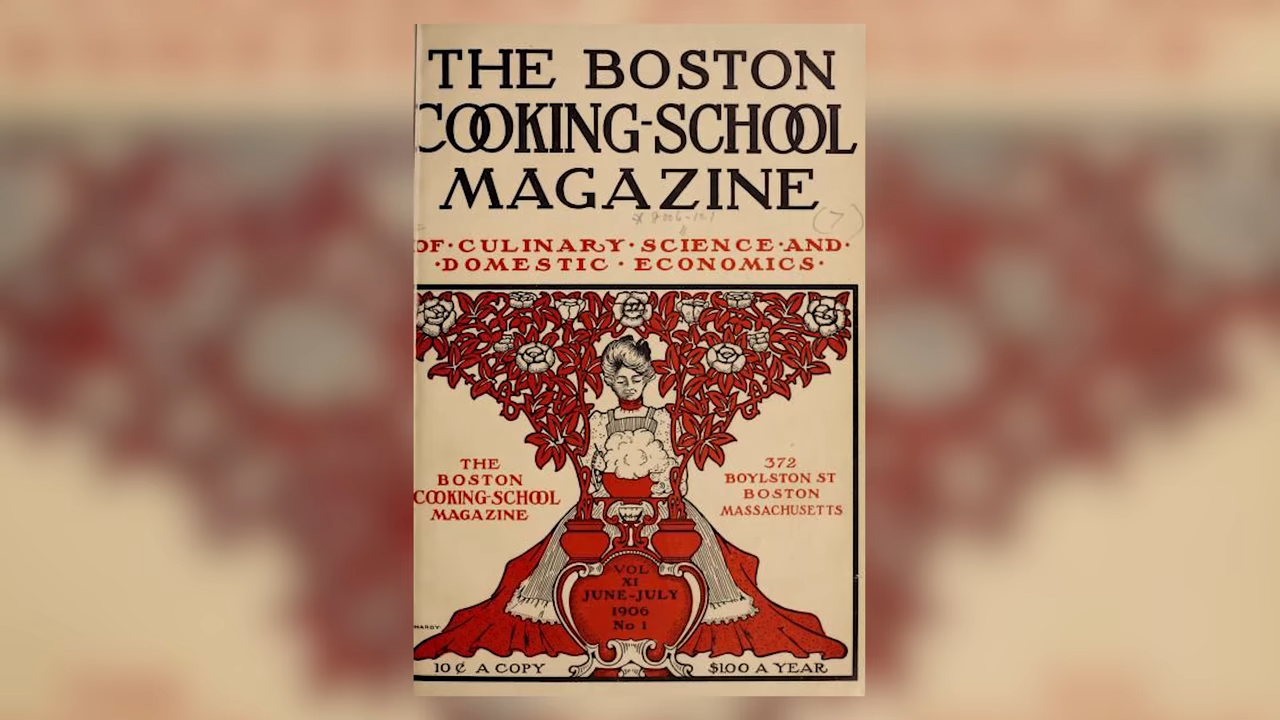 THE BOSTON
COOKING-SCHOOL
MAGAZINE
(7)
OF·CULINARY·SCIENCE·AND·
·DOMESTIC·ECONOMICS·
THE
BOSTON
COOKING-SCHOOL
MAGAZINE
372
BOYLSTON ST
BOSTON
MASSACHUSETTS
VOL
XI
JUNE-JULY
1906
No 1
HARDY
10 ¢ A COPY
$1.00 A YEAR